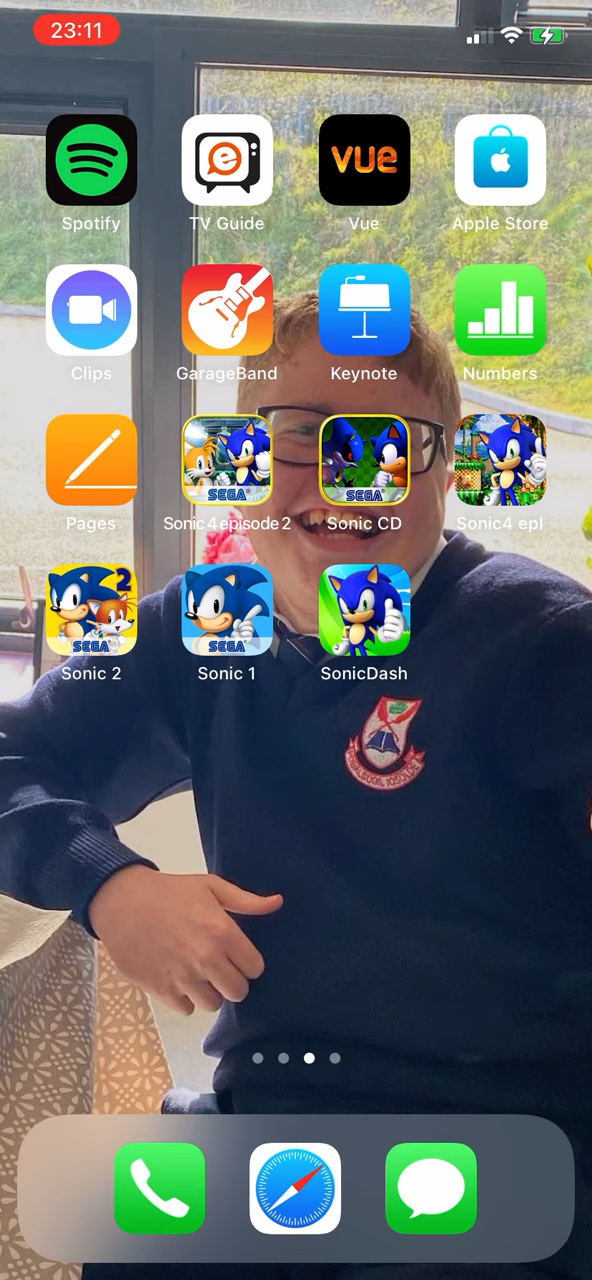 23:11
Spotify
TV Guide
vue
Vue
Apple Store
Clips
GarageBand
Keynote
Numbers
SEGA
SEGA
Pages
Sonic 4 episode 2
Sonic CD
Sonic4 epI
2
SEGA
SEGA
Sonic 2
Sonic 1
SonicDash